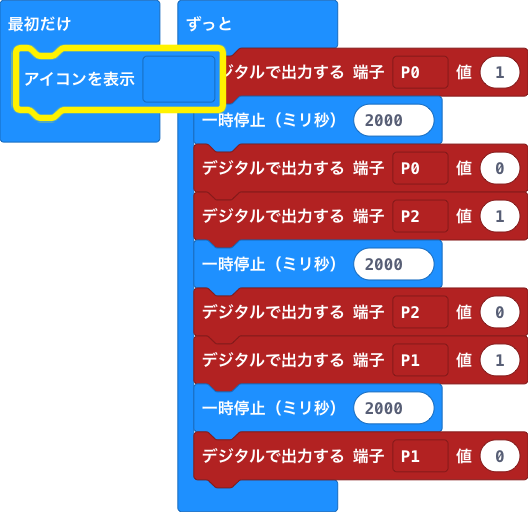 最初だけ
アイコンを表示
ずっと
デジタルで出力する 端子 P0 値 1
一時停止（ミリ秒） 2000
デジタルで出力する 端子 P0 値 0
デジタルで出力する 端子 P2 値 1
一時停止（ミリ秒） 2000
デジタルで出力する 端子 P2 値 0
デジタルで出力する 端子 P1 値 1
一時停止（ミリ秒） 2000
デジタルで出力する 端子 P1 値 0